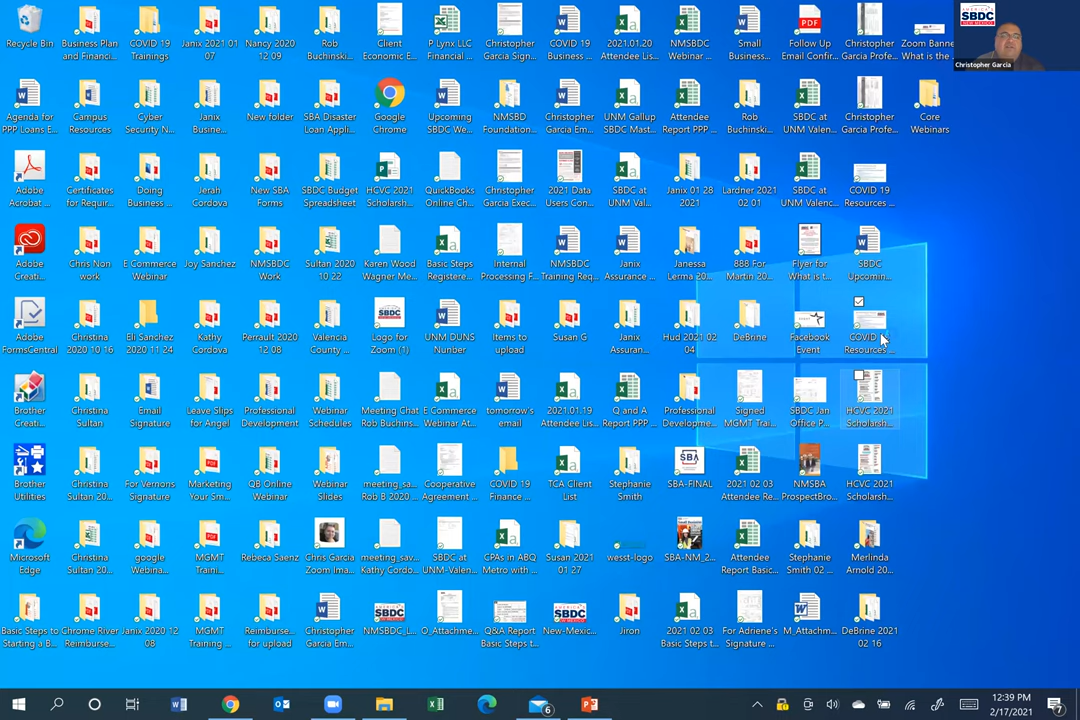 Recycle Bin
Business Plan
and Financi...
COVID 19
Trainings
Janix 2021 01
07
Nancy 2020
12 09
Rob
Buchinski...
Client
Economic E...
P Lynx LLC
Financial ...
Christopher
Garcia Sign...
COVID 19
Business ...
2021.01.20
Attendee Lis...
NMSBDC
Webinar ...
Small
Business...
Follow Up
Email Confir...
Christopher
Garcia Profe...
Zoom Banne
What is the
AMERICA'S
SBDC
NEW MEXICO
Christopher Garcia
PDF
Agenda for
PPP Loans E...
Campus
Resources
Cyber
Security N...
Janix
Busine...
New folder
SBA Disaster
Loan Appli...
Google
Chrome
Upcoming
SBDC We...
NMSBD
Foundation...
Christopher
Garcia Em...
UNM Gallup
SBDC Mast...
Attendee
Report PPP ...
Rob
Buchinski...
SBDC at
UNM Valen...
Christopher
Garcia Profe...
Core
Webinars
Adobe
Acrobat ...
Certificates
for Requir...
Doing
Business ...
Jerah
Cordova
New SBA
Forms
SBDC Budget
Spreadsheet
HCVC 2021
Scholarsh...
QuickBooks
Online Ch...
Christopher
Garcia Exec...
2021 Data
Users Con...
SBDC at
UNM Val...
Janix 01 28
2021
Lardner 2021
02 01
SBDC at
UNM Valenc...
COVID 19
Resources ...
Adobe
Creati...
Chris Non
work
E Commerce
Webinar
Joy Sanchez
NMSBDC
Work
Sultan 2020
10 22
Karen Wood
Wagner Me...
Basic Steps
Registere...
Internal
Processing F...
NMSBDC
Training Req...
Janix
Assurance ...
Janessa
Lerma 20...
888 For
Martin 20...
Flyer for
What is t...
SBDC
Upcomin...
Adobe
FormsCentral
Christina
2020 10 16
Eli Sanchez
2020 11 24
Kathy
Cordova
Perrault 2020
12 08
Valencia
County ...
Logo for
Zoom (1)
UNM DUNS
Number
Items to
upload
Susan G
Janix
Assuran...
Hud 2021 02
04
DeBrine
Facebook
Event
COVID
Resources ...
Brother
Creati...
Christina
Sultan
Email
Signature
Leave Slips
for Angel
Professional
Development
Webinar
Schedules
Meeting Chat
Rob Buchins...
E Commerce
Webinar At...
tomorrow's
email
2021.01.19
Attendee Lis...
Q and A
Report PPP ...
Professional
Developme...
Signed
MGMT Trai...
SBDC Jan
Office P...
HCVC 2021
Scholarsh...
Brother
Utilities
Christina
Sultan 20...
For Vernons
Signature
Marketing
Your Sm...
QB Online
Webinar
Webinar
Slides
meeting_sa...
Rob B 2020 ...
Cooperative
Agreement ...
COVID 19
Finance ...
TCA Client
List
Stephanie
Smith
SBA
SBA-FINAL
2021 02 03
Attendee Re...
NMSBA
ProspectBro...
HCVC 2021
Scholarsh...
Microsoft
Edge
Christina
Sultan 20...
google
Webina...
MGMT
Traini...
Rebeca Saenz
Chris Garcia
Zoom Ima...
meeting_sav...
Kathy Cordo...
SBDC at
UNM-Valen...
CPAs in ABQ
Metro with ...
Susan 2021
01 27
wesst-logo
SBA-NM_2...
Attendee
Report Basic...
Stephanie
Smith 02 ...
Merlinda
Arnold 20...
Basic Steps to
Starting a B...
Chrome River
Reimburse...
Janix 2020 12
08
MGMT
Training ...
Reimburse...
for upload
Christopher
Garcia Em...
NMSBDC_L...
O_Attachme...
Q&A Report
Basic Steps t...
New-Mexic...
Jiron
2021 02 03
Basic Steps t...
For Adriene's
Signature ...
M_Attachm...
DeBrine 2021
02 16
6
12:39 PM
2/17/2021
7